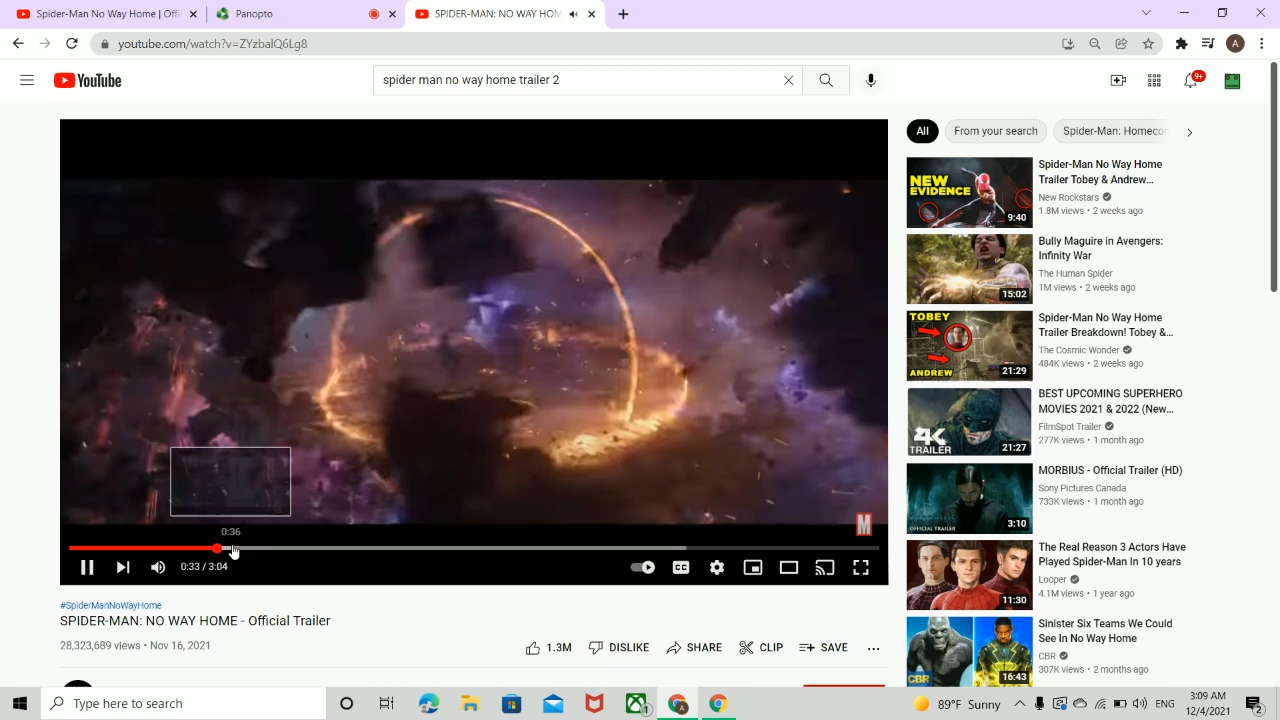 Spider-Man No Way Home | Offi
Panopto
SPIDER-MAN: NO WAY HOM
youtube.com/watch?v=ZYzbalQ6Lg8
A
YouTube
spider man no way home trailer 2
9+
All
From your search
Spider-Man: Homecom
NEW
EVIDENCE
9:40
Spider-Man No Way Home
Trailer Tobey & Andrew...
New Rockstars
1.8M views • 2 weeks ago
15:02
Bully Maguire in Avengers:
Infinity War
The Human Spider
1M views • 2 weeks ago
TOBEY
ANDREW
21:29
Spider-Man No Way Home
Trailer Breakdown! Tobey &...
The Cosmic Wonder
484K views • 2 weeks ago
4K
TRAILER
21:27
BEST UPCOMING SUPERHERO
MOVIES 2021 & 2022 (New...
FilmSpot Trailer
277K views • 1 month ago
OFFICIAL TRAILER
3:10
MORBIUS - Official Trailer (HD)
Sony Pictures Canada
733K views • 1 month ago
11:30
The Real Reason 3 Actors Have
Played Spider-Man In 10 years
Looper
4.1M views • 1 year ago
CBR
16:43
Sinister Six Teams We Could
See In No Way Home
CBR
307K views • 2 months ago
M
0:36
0:33 / 3:04
CC
#SpiderManNoWayHome
SPIDER-MAN: NO WAY HOME - Official Trailer
28,323,689 views • Nov 16, 2021
1.3M
DISLIKE
SHARE
CLIP
SAVE
Type here to search
1
A
89°F Sunny
ENG
3:09 AM
12/4/2021
2